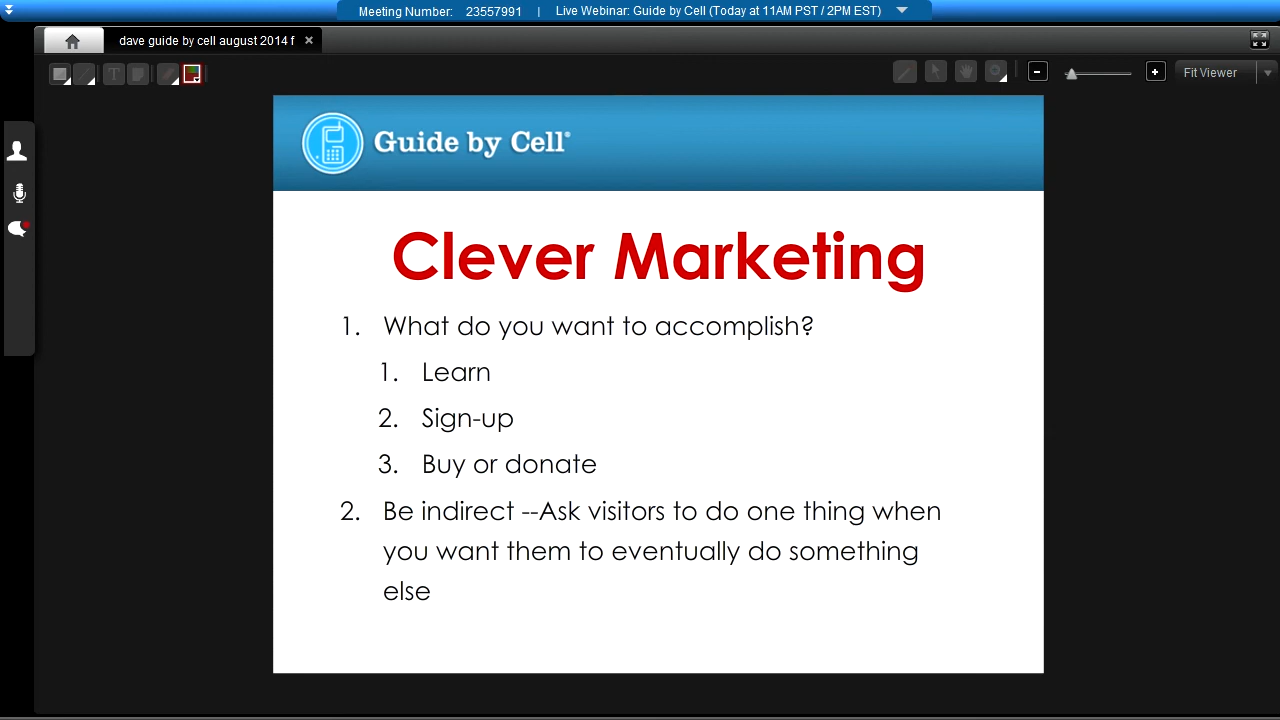 Meeting Number: 23557991 | Live Webinar: Guide by Cell (Today at 11AM PST / 2PM EST)
dave guide by cell august 2014 f ×
T
Fit Viewer
Guide by Cell®
Clever Marketing
1. What do you want to accomplish?
1. Learn
2. Sign-up
3. Buy or donate
2. Be indirect --Ask visitors to do one thing when
you want them to eventually do something
else